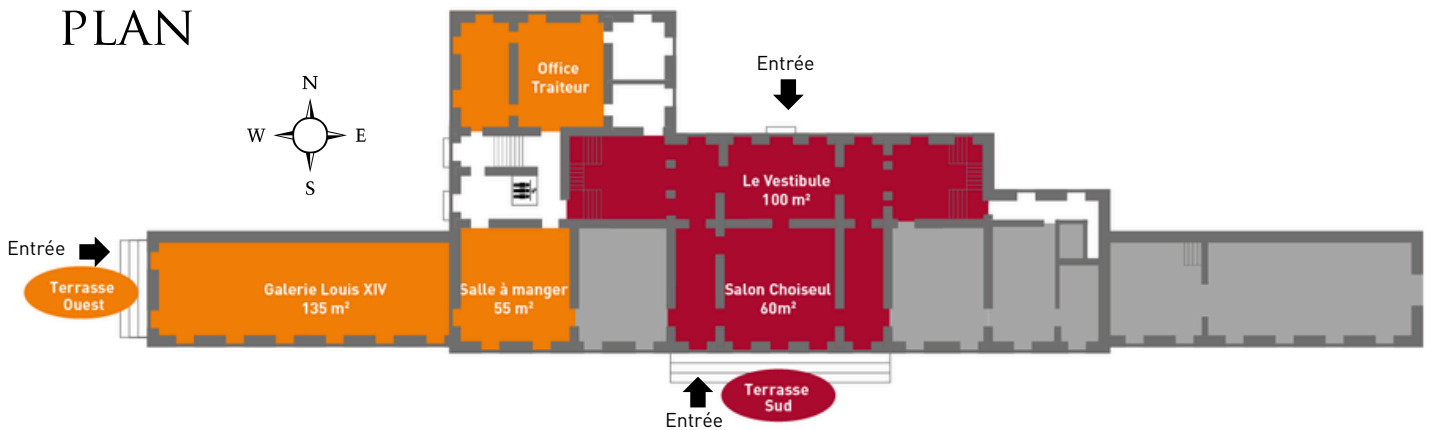 PLAN
N
W
E
S
Office
Traiteur
Entrée
Le Vestibule
100 m²
Entrée
Terrasse
Ouest
Galerie Louis XIV
135 m²
Salle à manger
55 m²
Salon Choiseul
60m²
Terrasse
Sud
Entrée